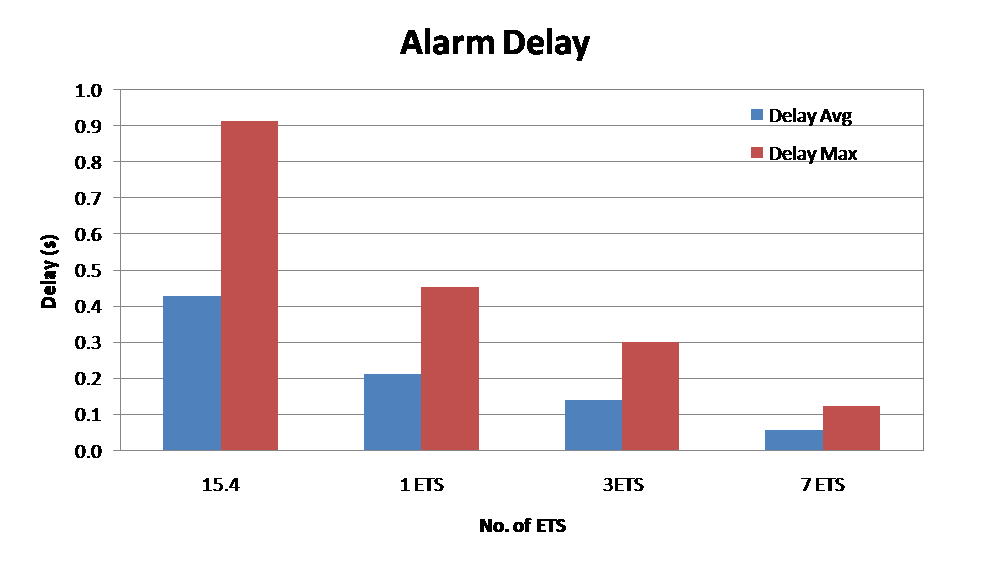 Alarm Delay
1.0
0.9
0.8
0.7
0.6
0.5
0.4
0.3
0.2
0.1
0.0
Delay (s)
Delay Avg
Delay Max
15.4
1 ETS
3ETS
7 ETS
No. of ETS